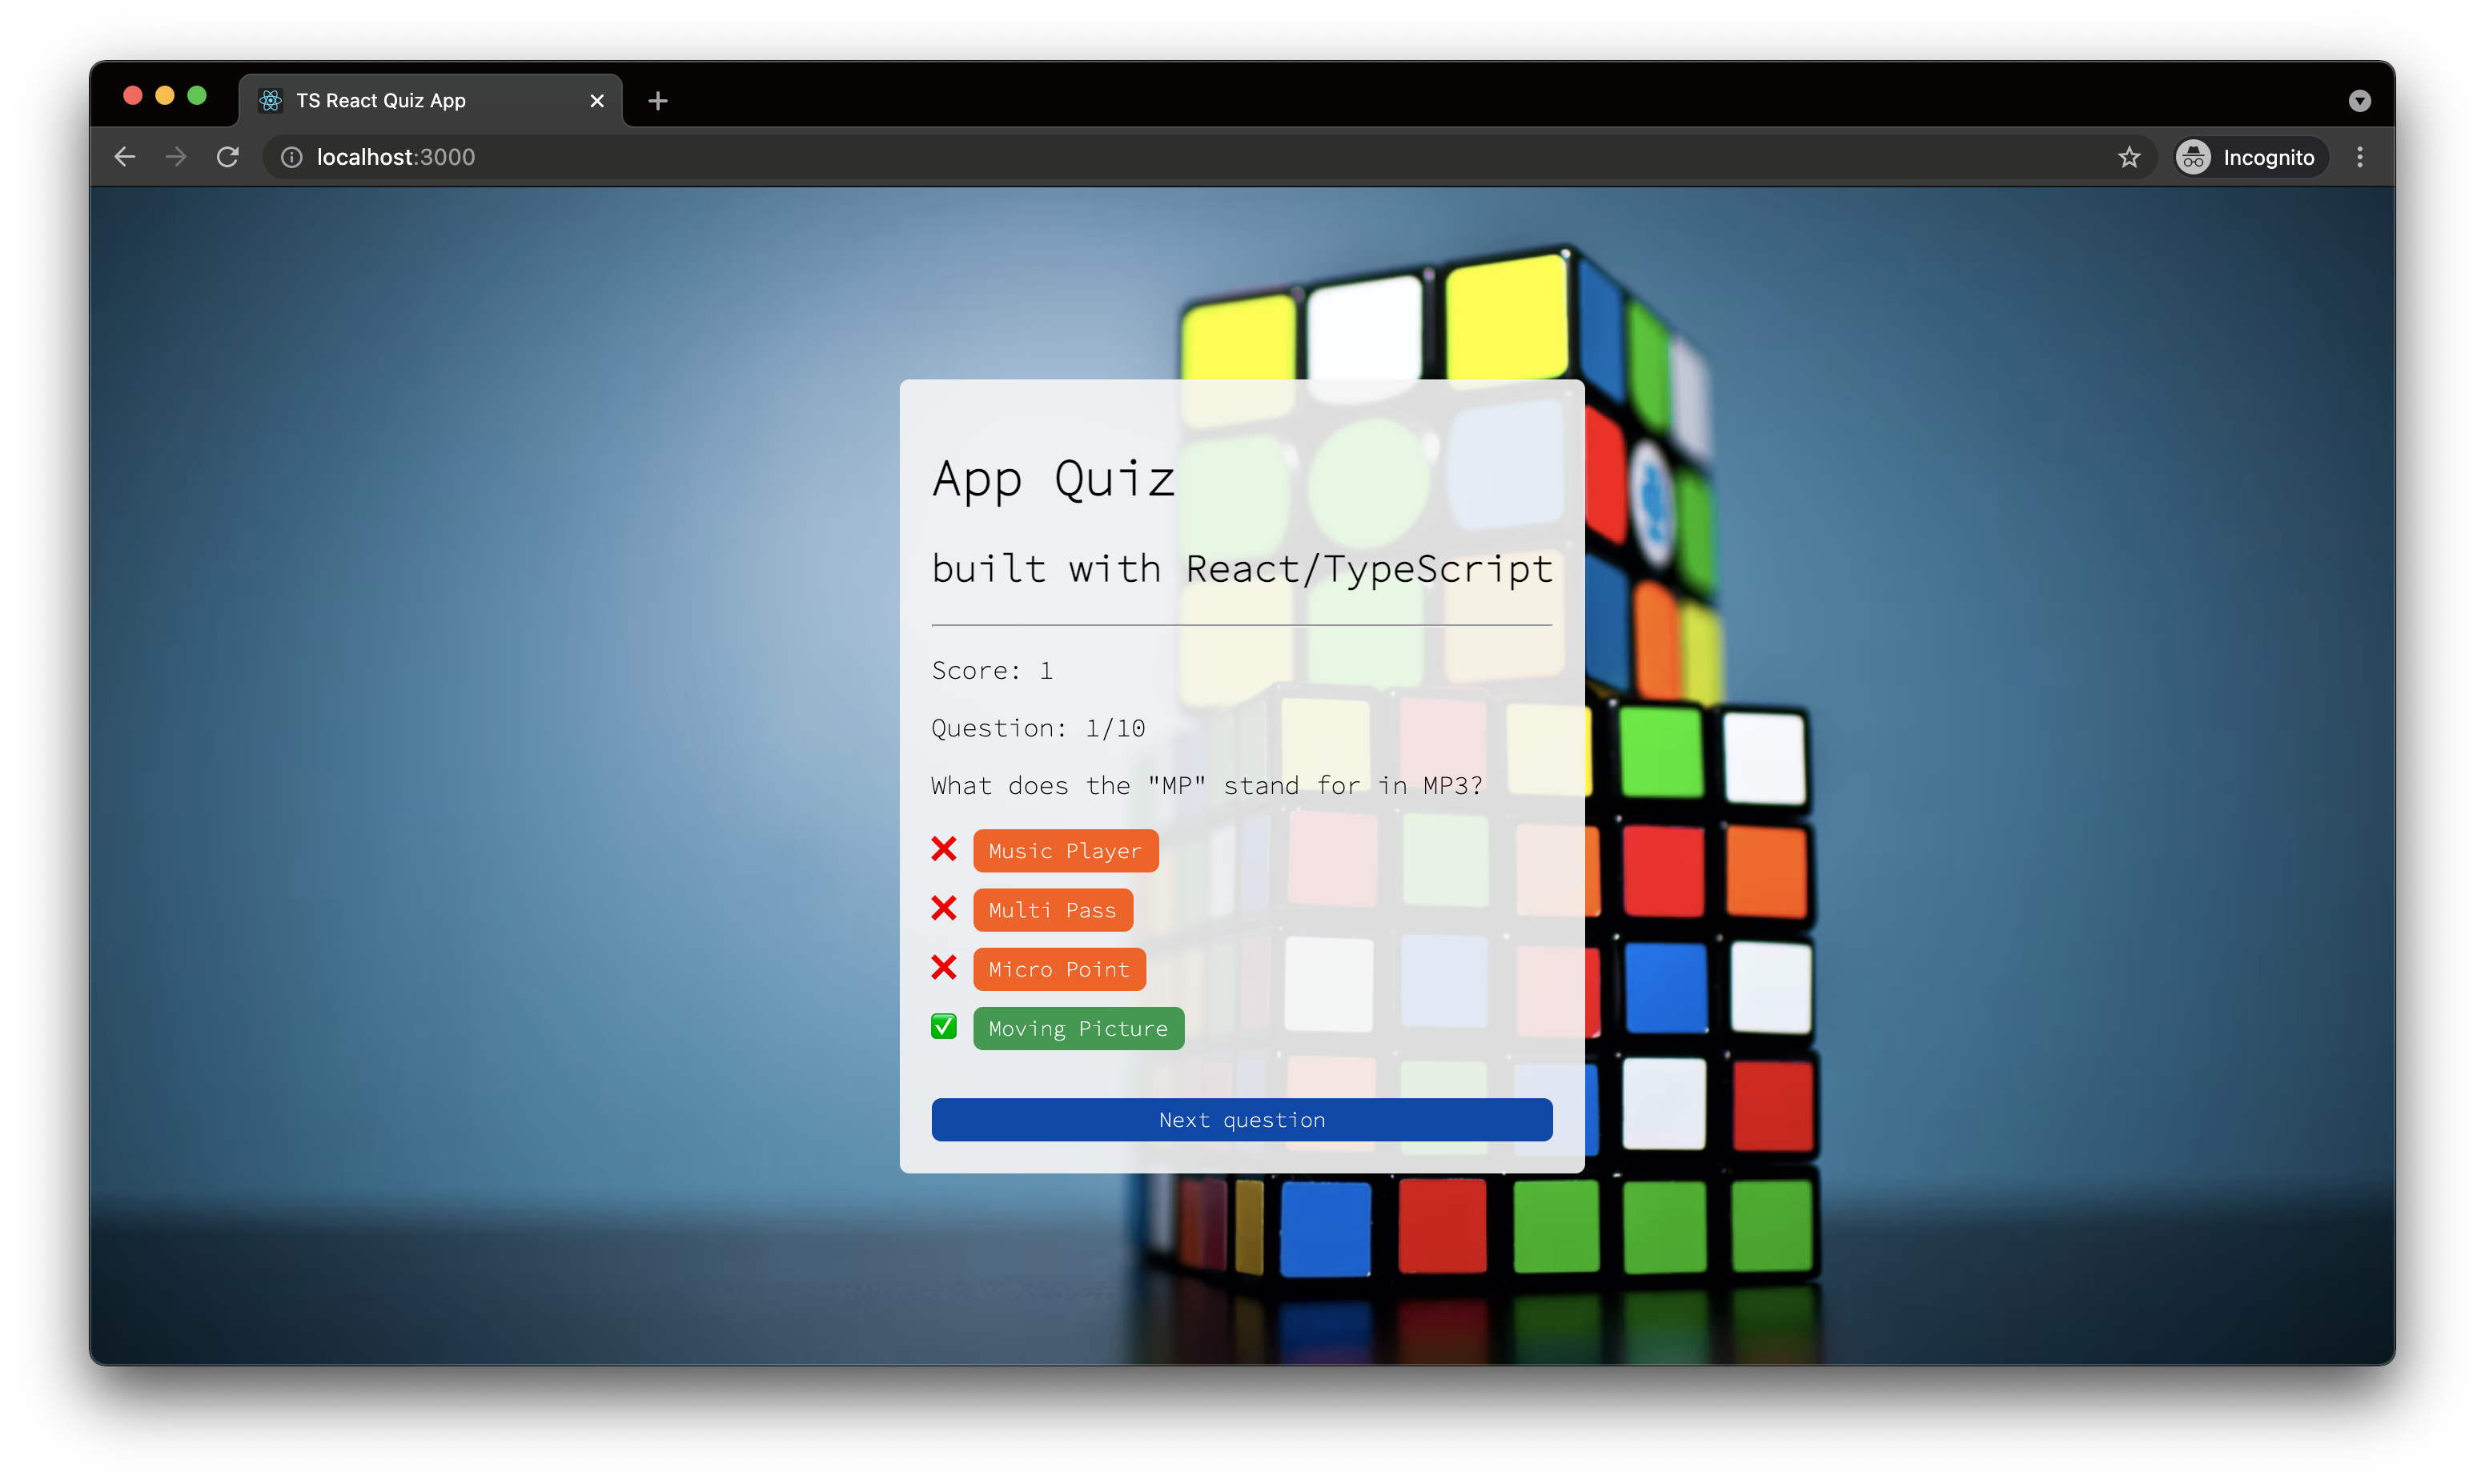 TS React Quiz App
localhost:3000
Incognito
App Quiz
built with React/TypeScript
Score: 1
Question: 1/10
What does the "MP" stand for in MP3?
❌ Music Player
❌ Multi Pass
❌ Micro Point
✅ Moving Picture
Next question